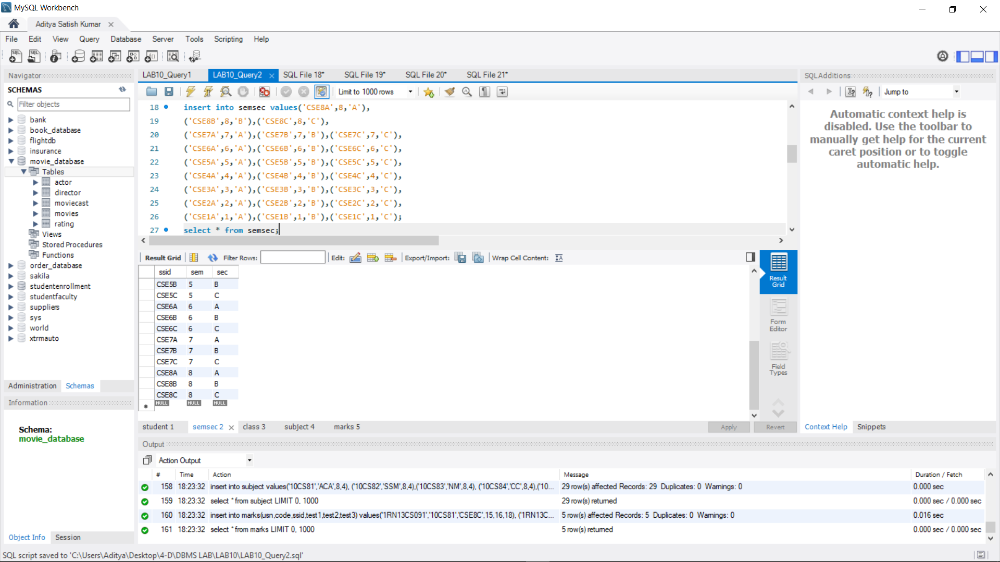 MySQL Workbench
Aditya Satish Kumar
File Edit View Query Database Server Tools Scripting Help
Navigator
SCHEMAS
Filter objects
bank
book_database
flightdb
insurance
movie_database
Tables
actor
director
moviecast
movies
rating
Views
Stored Procedures
Functions
order_database
sakila
studentenrollment
studentfaculty
suppliers
sys
world
xtrmauto
Administration Schemas
Information
Schema:
movie_database
Object Info Session
LAB10_Query1 LAB10_Query2 SQL File 18* SQL File 19* SQL File 20* SQL File 21*
Limit to 1000 rows
18 insert into semsec values('CSE8A',8,'A'),
19 ('CSE8B',8,'B'),('CSE8C',8,'C'),
20 ('CSE7A',7,'A'),('CSE7B',7,'B'),('CSE7C',7,'C'),
21 ('CSE6A',6,'A'),('CSE6B',6,'B'),('CSE6C',6,'C'),
22 ('CSE5A',5,'A'),('CSE5B',5,'B'),('CSE5C',5,'C'),
23 ('CSE4A',4,'A'),('CSE4B',4,'B'),('CSE4C',4,'C'),
24 ('CSE3A',3,'A'),('CSE3B',3,'B'),('CSE3C',3,'C'),
25 ('CSE2A',2,'A'),('CSE2B',2,'B'),('CSE2C',2,'C'),
26 ('CSE1A',1,'A'),('CSE1B',1,'B'),('CSE1C',1,'C');
27 select * from semsec;
Result Grid Filter Rows: Edit: Export/Import: Wrap Cell Content:
ssid sem sec
CSE5B 5 B
CSE5C 5 C
CSE6A 6 A
CSE6B 6 B
CSE6C 6 C
CSE7A 7 A
CSE7B 7 B
CSE7C 7 C
CSE8A 8 A
CSE8B 8 B
CSE8C 8 C
NULL NULL NULL
Result
Grid
Form
Editor
Field
Types
student 1 semsec 2 class 3 subject 4 marks 5 Apply Revert
SQLAdditions
Jump to
Automatic context help is
disabled. Use the toolbar to
manually get help for the current
caret position or to toggle
automatic help.
Context Help Snippets
Output
Action Output
# Time Action Message Duration / Fetch
158 18:23:32 insert into subject values('10CS81','ACA',8,4), ('10CS82','SSM',8,4),('10CS83','NM',8,4), ('10CS84','CC',8,4),('10... 29 row(s) affected Records: 29 Duplicates: 0 Warnings: 0 0.000 sec
159 18:23:32 select * from subject LIMIT 0, 1000 29 row(s) returned 0.000 sec / 0.000 sec
160 18:23:32 insert into marks(usn,code,ssid,test1,test2,test3) values('1RN13CS091','10CS81','CSE8C',15,16,18), ('1RN13C... 5 row(s) affected Records: 5 Duplicates: 0 Warnings: 0 0.016 sec
161 18:23:32 select * from marks LIMIT 0, 1000 5 row(s) returned 0.000 sec / 0.000 sec
SQL script saved to 'C:\Users\Aditya\Desktop\4-D\DBMS LAB\LAB10\LAB10_Query2.sql'